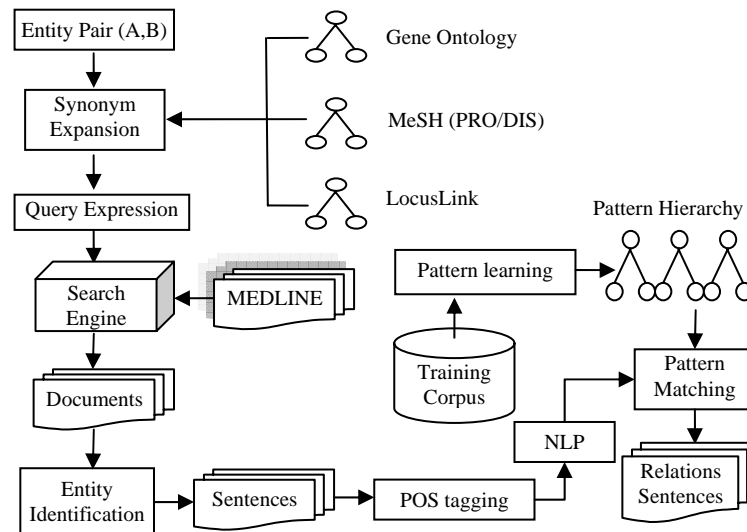 Entity Pair (A,B)
Gene Ontology
Synonym
Expansion
MeSH (PRO/DIS)
LocusLink
Query Expression
Pattern Hierarchy
Pattern learning
Search
Engine
MEDLINE
Training
Corpus
Pattern
Matching
Documents
NLP
Entity
Identification
Sentences
POS tagging
Relations
Sentences